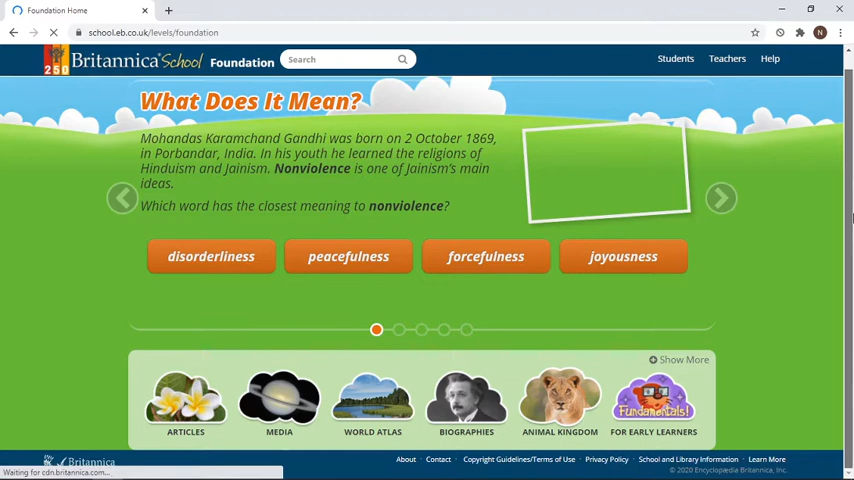 Foundation Home
school.eb.co.uk/levels/foundation
N
250 Britannica School Foundation Search Students Teachers Help
What Does It Mean?
Mohandas Karamchand Gandhi was born on 2 October 1869,
in Porbandar, India. In his youth he learned the religions of
Hinduism and Jainism. Nonviolence is one of Jainism's main
ideas.
Which word has the closest meaning to nonviolence?
disorderliness peacefulness forcefulness joyousness
Show More
Fundamentals!
ARTICLES MEDIA WORLD ATLAS BIOGRAPHIES ANIMAL KINGDOM FOR EARLY LEARNERS
Britannica About Contact Copyright Guidelines/Terms of Use Privacy Policy School and Library Information Learn More
Waiting for cdn.britannica.com...
© 2020 Encyclopædia Britannica, Inc.